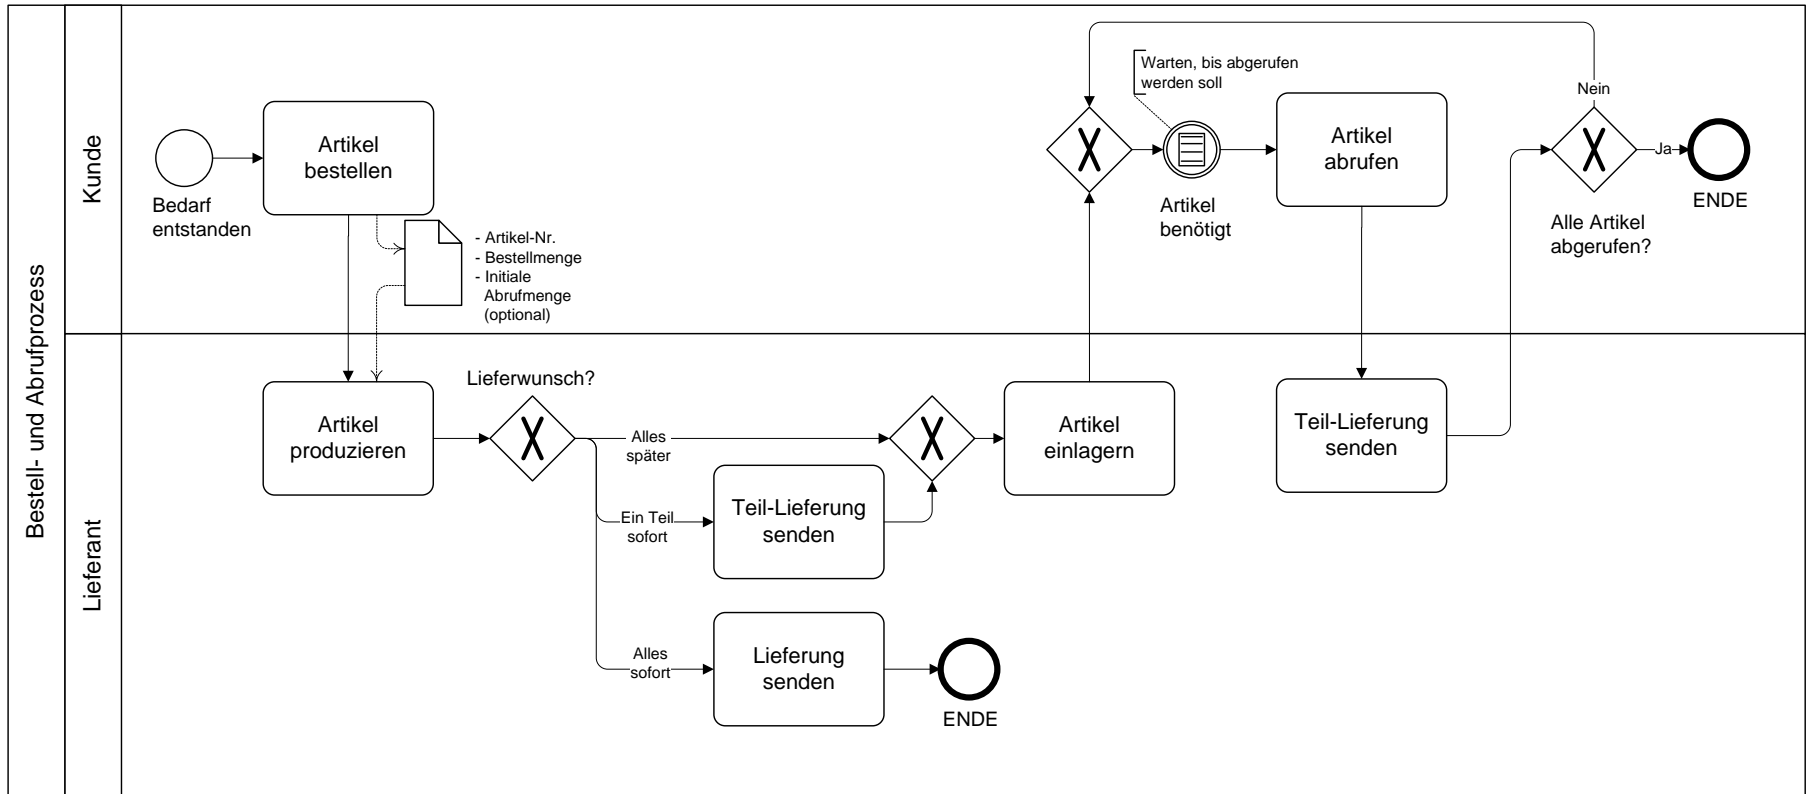 Bestell- und Abrufprozess
Kunde
Bedarf
entstanden
Artikel
bestellen
- Artikel-Nr.
- Bestellmenge
- Initiale
Abrufmenge
(optional)
Warten, bis abgerufen
werden soll
Artikel
benötigt
Artikel
abrufen
Nein
Alle Artikel
abgerufen?
Ja
ENDE
Lieferant
Artikel
produzieren
Lieferwunsch?
Alles
später
Ein Teil
sofort
Alles
sofort
Teil-Lieferung
senden
Lieferung
senden
ENDE
Artikel
einlagern
Teil-Lieferung
senden